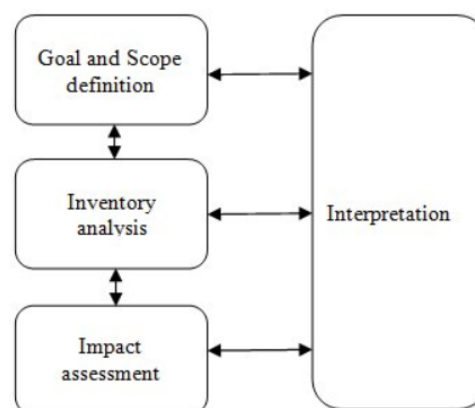 Goal and Scope
definition
Inventory
analysis
Interpretation
Impact
assessment